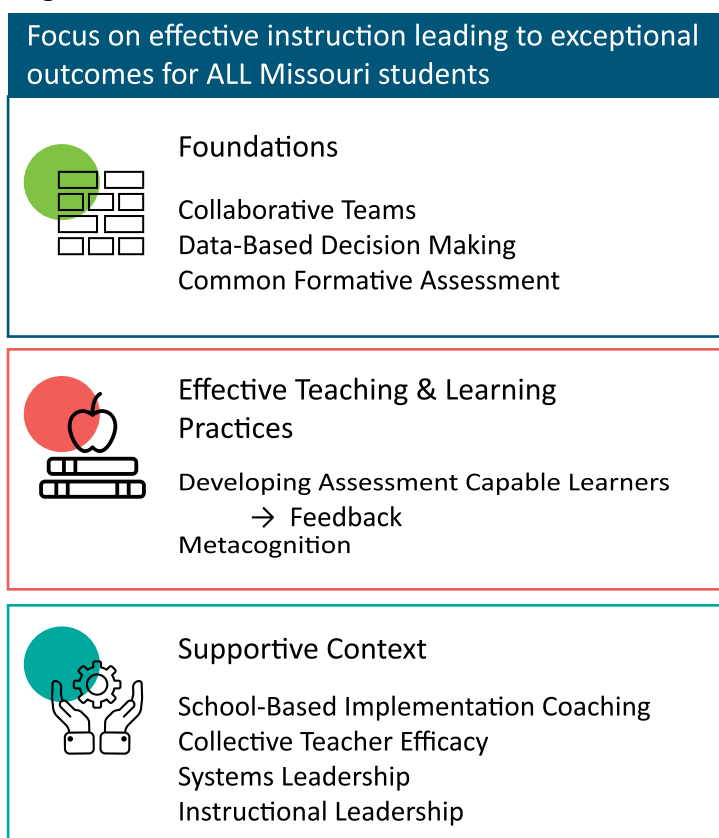 Focus on effective instruction leading to exceptional
outcomes for ALL Missouri students
Foundations
Collaborative Teams
Data-Based Decision Making
Common Formative Assessment
Effective Teaching & Learning
Practices
Developing Assessment Capable Learners
→ Feedback
Metacognition
Supportive Context
School-Based Implementation Coaching
Collective Teacher Efficacy
Systems Leadership
Instructional Leadership